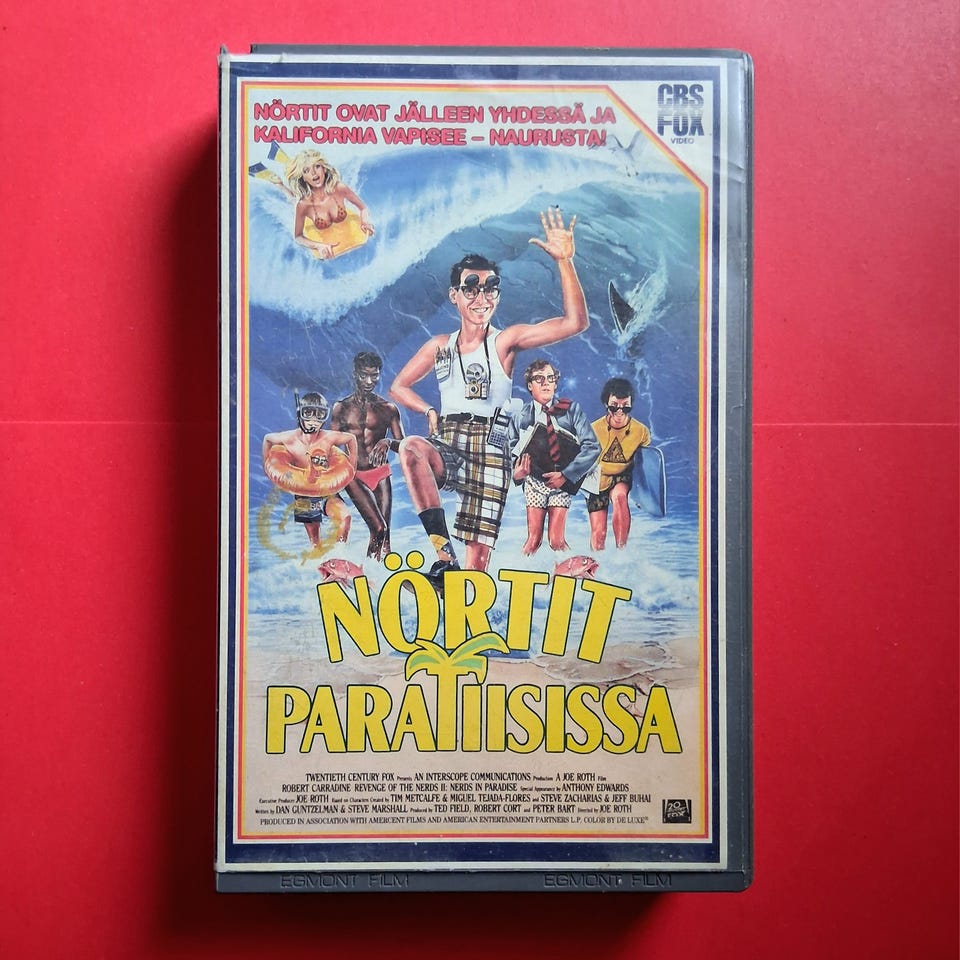 NÖRTIT OVAT JÄLLEEN YHDESSÄ JA
KALIFORNIA VAPISEE – NAURUSTA!
CBS
FOX
VIDEO
NÖRTIT
PARATIISISSA
TWENTIETH CENTURY FOX Presents AN INTERSCOPE COMMUNICATIONS Production A JOE ROTH Film
ROBERT CARRADINE REVENGE OF THE NERDS II: NERDS IN PARADISE Special Appearance by ANTHONY EDWARDS
Executive Producer JOE ROTH Based on Characters Created by TIM METCALFE & MIGUEL TEJADA-FLORES and STEVE ZACHARIAS & JEFF BUHAI
Written by DAN GUNTZELMAN & STEVE MARSHALL Produced by TED FIELD, ROBERT CORT and PETER BART Directed by JOE ROTH
PRODUCED IN ASSOCIATION WITH AMERCENT FILMS AND AMERICAN ENTERTAINMENT PARTNERS L.P. COLOR BY DE LUXE®
20
FOX
EGMONT FILM EGMONT FILM